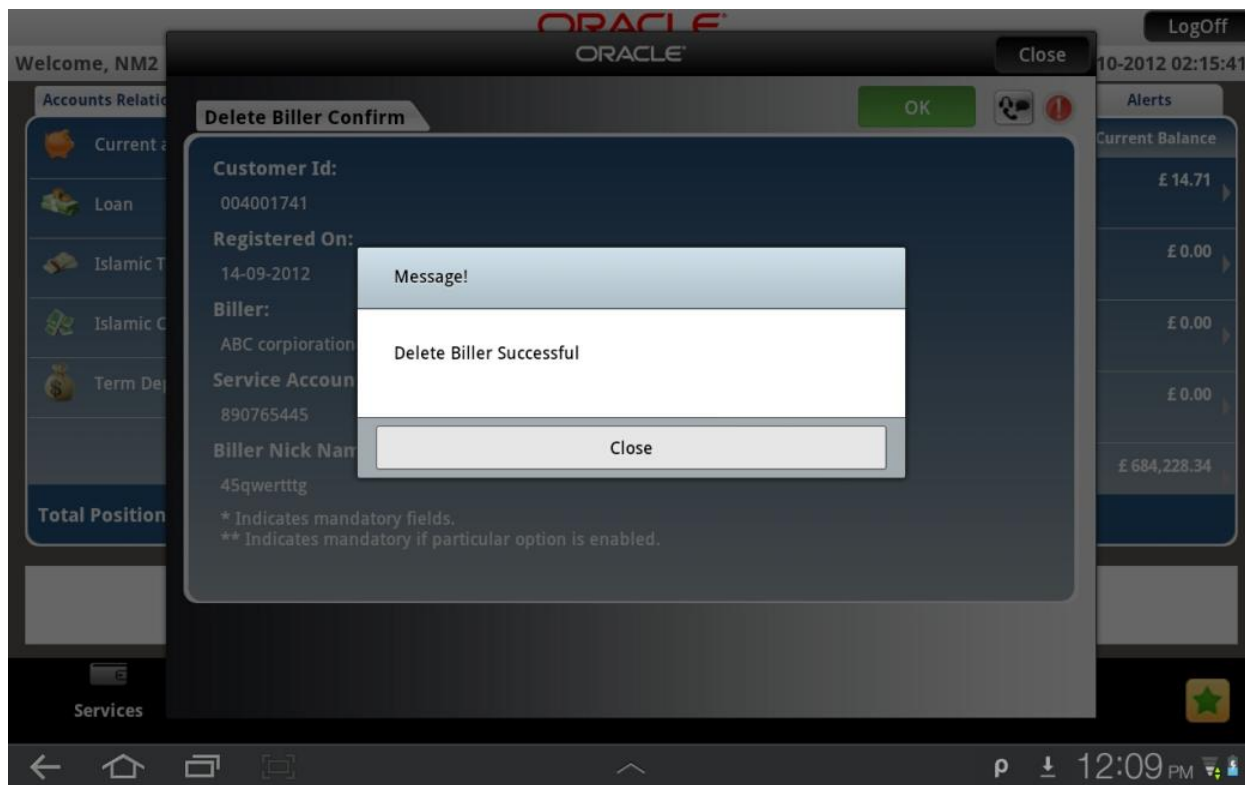 ORACLE
LogOff
ORACLE
Close
Welcome, NM2
10-2012 02:15:41
Accounts Relatio
Alerts
Delete Biller Confirm
OK
Current a
Current Balance
Customer Id:
£ 14.71
004001741
Loan
Registered On:
Islamic T
14-09-2012
£ 0.00
Message!
Biller:
Islamic C
ABC corpioration
£ 0.00
Delete Biller Successful
Service Accoun
Term Dep
890765445
£ 0.00
Biller Nick Nam
Close
45qwertttg
£ 684,228.34
Total Position
* Indicates mandatory fields.
** Indicates mandatory if particular option is enabled.
Services
12:09 PM